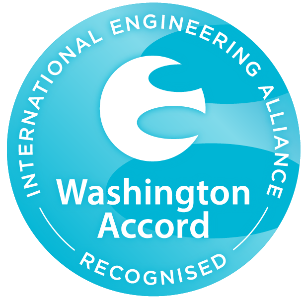 INTERNATIONAL ENGINEERING ALLIANCE
Washington
Accord
RECOGNISED